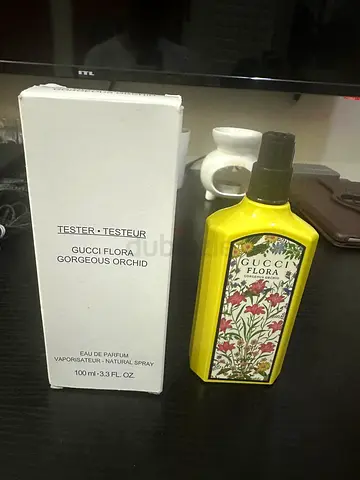 TESTER • TESTEUR
GUCCI FLORA
GORGEOUS ORCHID
EAU DE PARFUM
VAPORISATEUR - NATURAL SPRAY
100 ml - 3.3 FL. OZ.
GUCCI
FLORA
GORGEOUS ORCHID